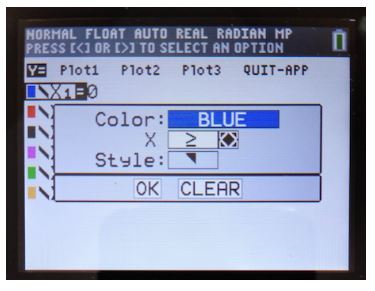 NORMAL FLOAT AUTO REAL RADIAN MP
PRESS [<] OR [>] TO SELECT AN OPTION
Y= Plot1 Plot2 Plot3 QUIT-APP
X1=0
Color: BLUE
X ≥
Style:
OK CLEAR